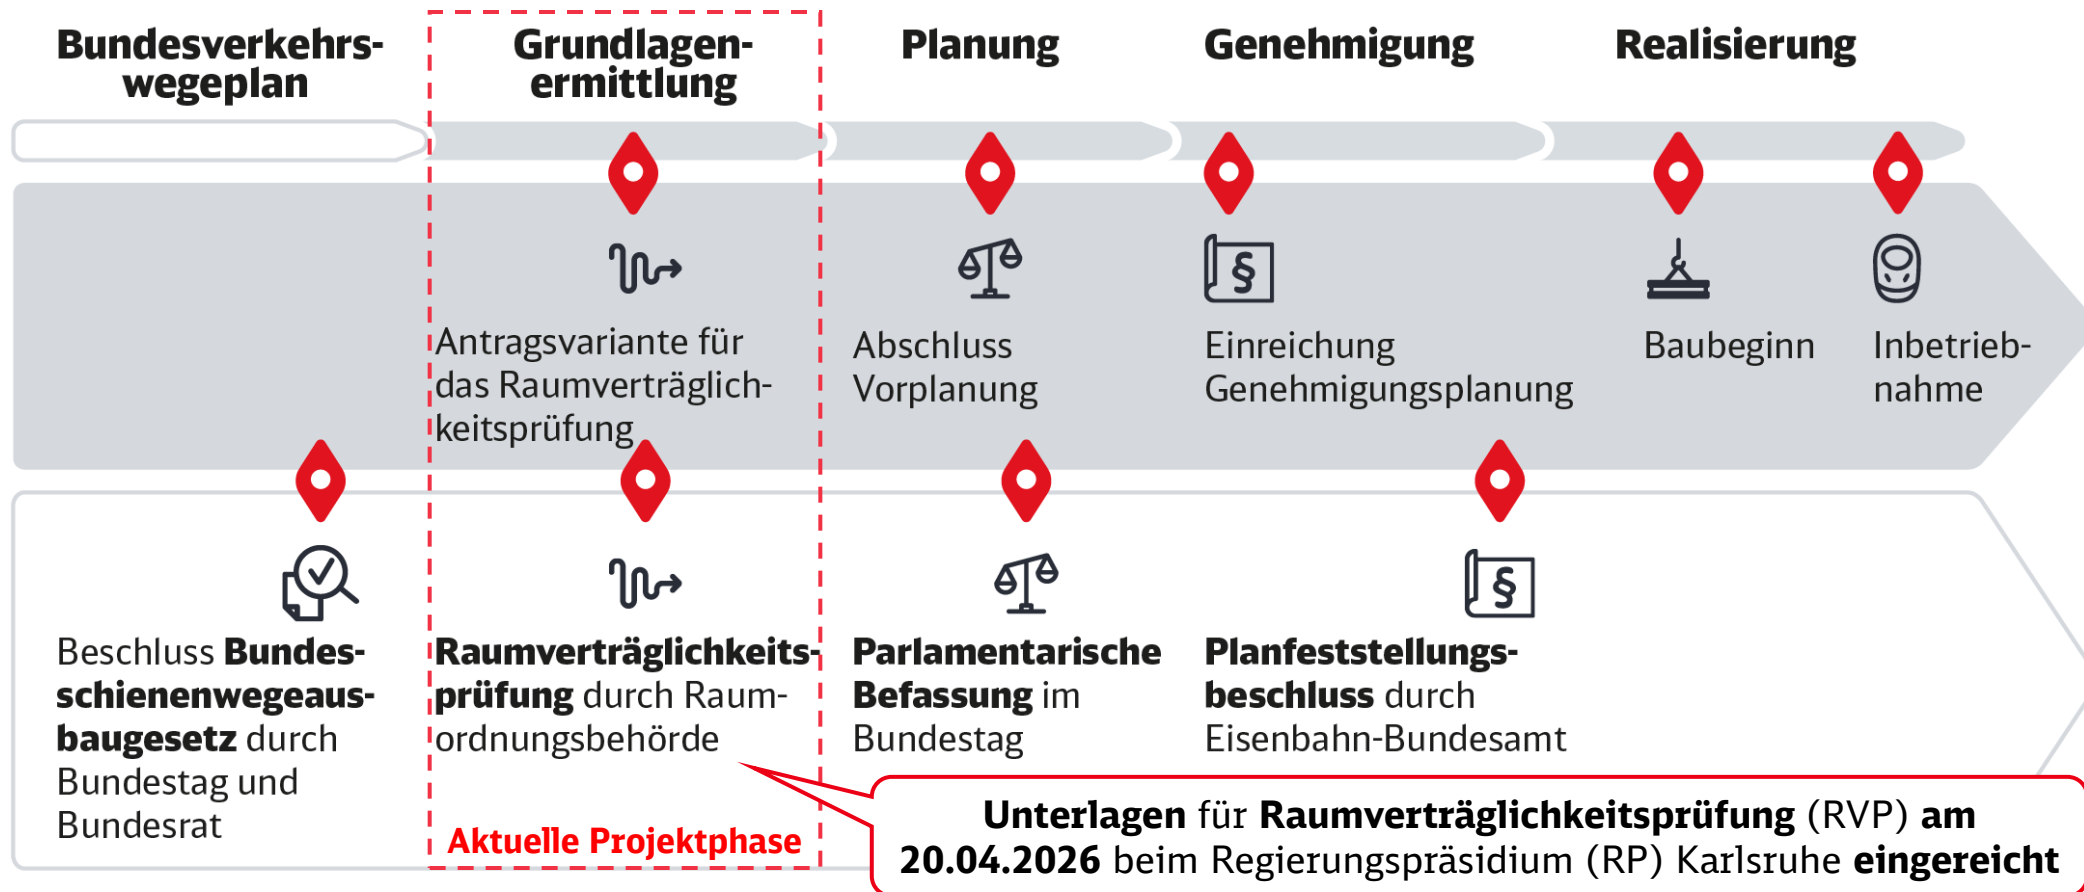 Bundesverkehrs-
wegeplan
Grundlagen-
ermittlung
Planung
Genehmigung
Realisierung
Antragsvariante für
das Raumverträglich-
keitsprüfung
Abschluss
Vorplanung
§
Einreichung
Genehmigungsplanung
Baubeginn
Inbetrieb-
nahme
Beschluss Bundes-
schienenwegeaus-
baugesetz durch
Bundestag und
Bundesrat
Raumverträglichkeits-
prüfung durch Raum-
ordnungsbehörde
Aktuelle Projektphase
Parlamentarische
Befassung im
Bundestag
§
Planfeststellungs-
beschluss durch
Eisenbahn-Bundesamt
Unterlagen für Raumverträglichkeitsprüfung (RVP) am
20.04.2026 beim Regierungspräsidium (RP) Karlsruhe eingereicht